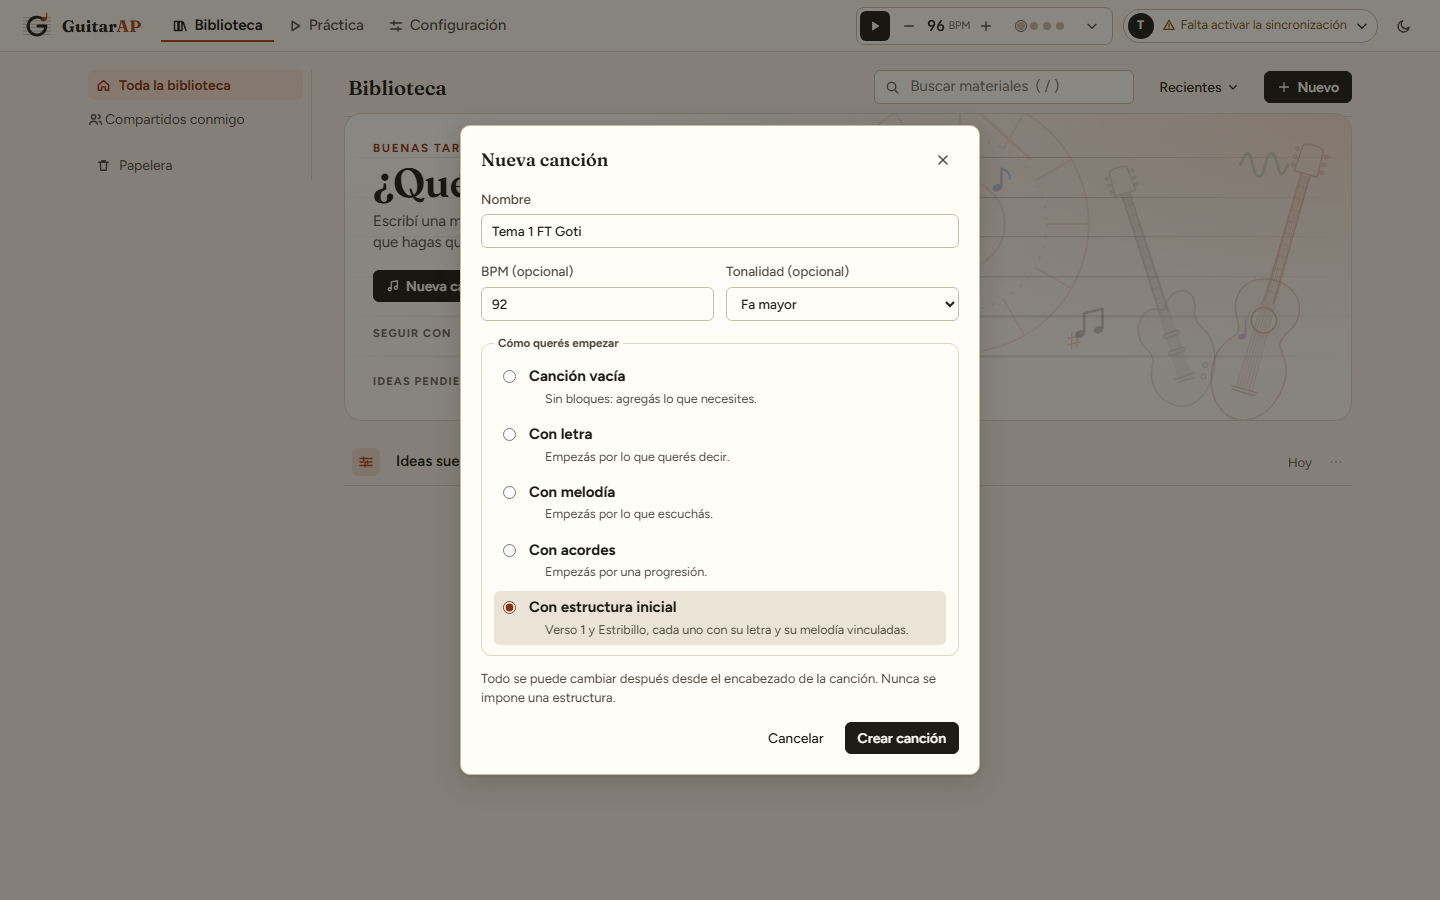 GuitarAP
Biblioteca
Práctica
Configuración
96 BPM
T
Falta activar la sincronización
Toda la biblioteca
Compartidos conmigo
Papelera
Biblioteca
Buscar materiales ( / )
Recientes
Nuevo
BUENAS TAR
¿Que
Escribí una m
que hagas qu
Nueva ca
SEGUIR CON
IDEAS PENDIE
Ideas sue
Hoy
Nueva canción
Nombre
Tema 1 FT Goti
BPM (opcional)
Tonalidad (opcional)
92
Fa mayor
Cómo querés empezar
Canción vacía
Sin bloques: agregás lo que necesites.
Con letra
Empezás por lo que querés decir.
Con melodía
Empezás por lo que escuchás.
Con acordes
Empezás por una progresión.
Con estructura inicial
Verso 1 y Estribillo, cada uno con su letra y su melodía vinculadas.
Todo se puede cambiar después desde el encabezado de la canción. Nunca se
impone una estructura.
Cancelar
Crear canción